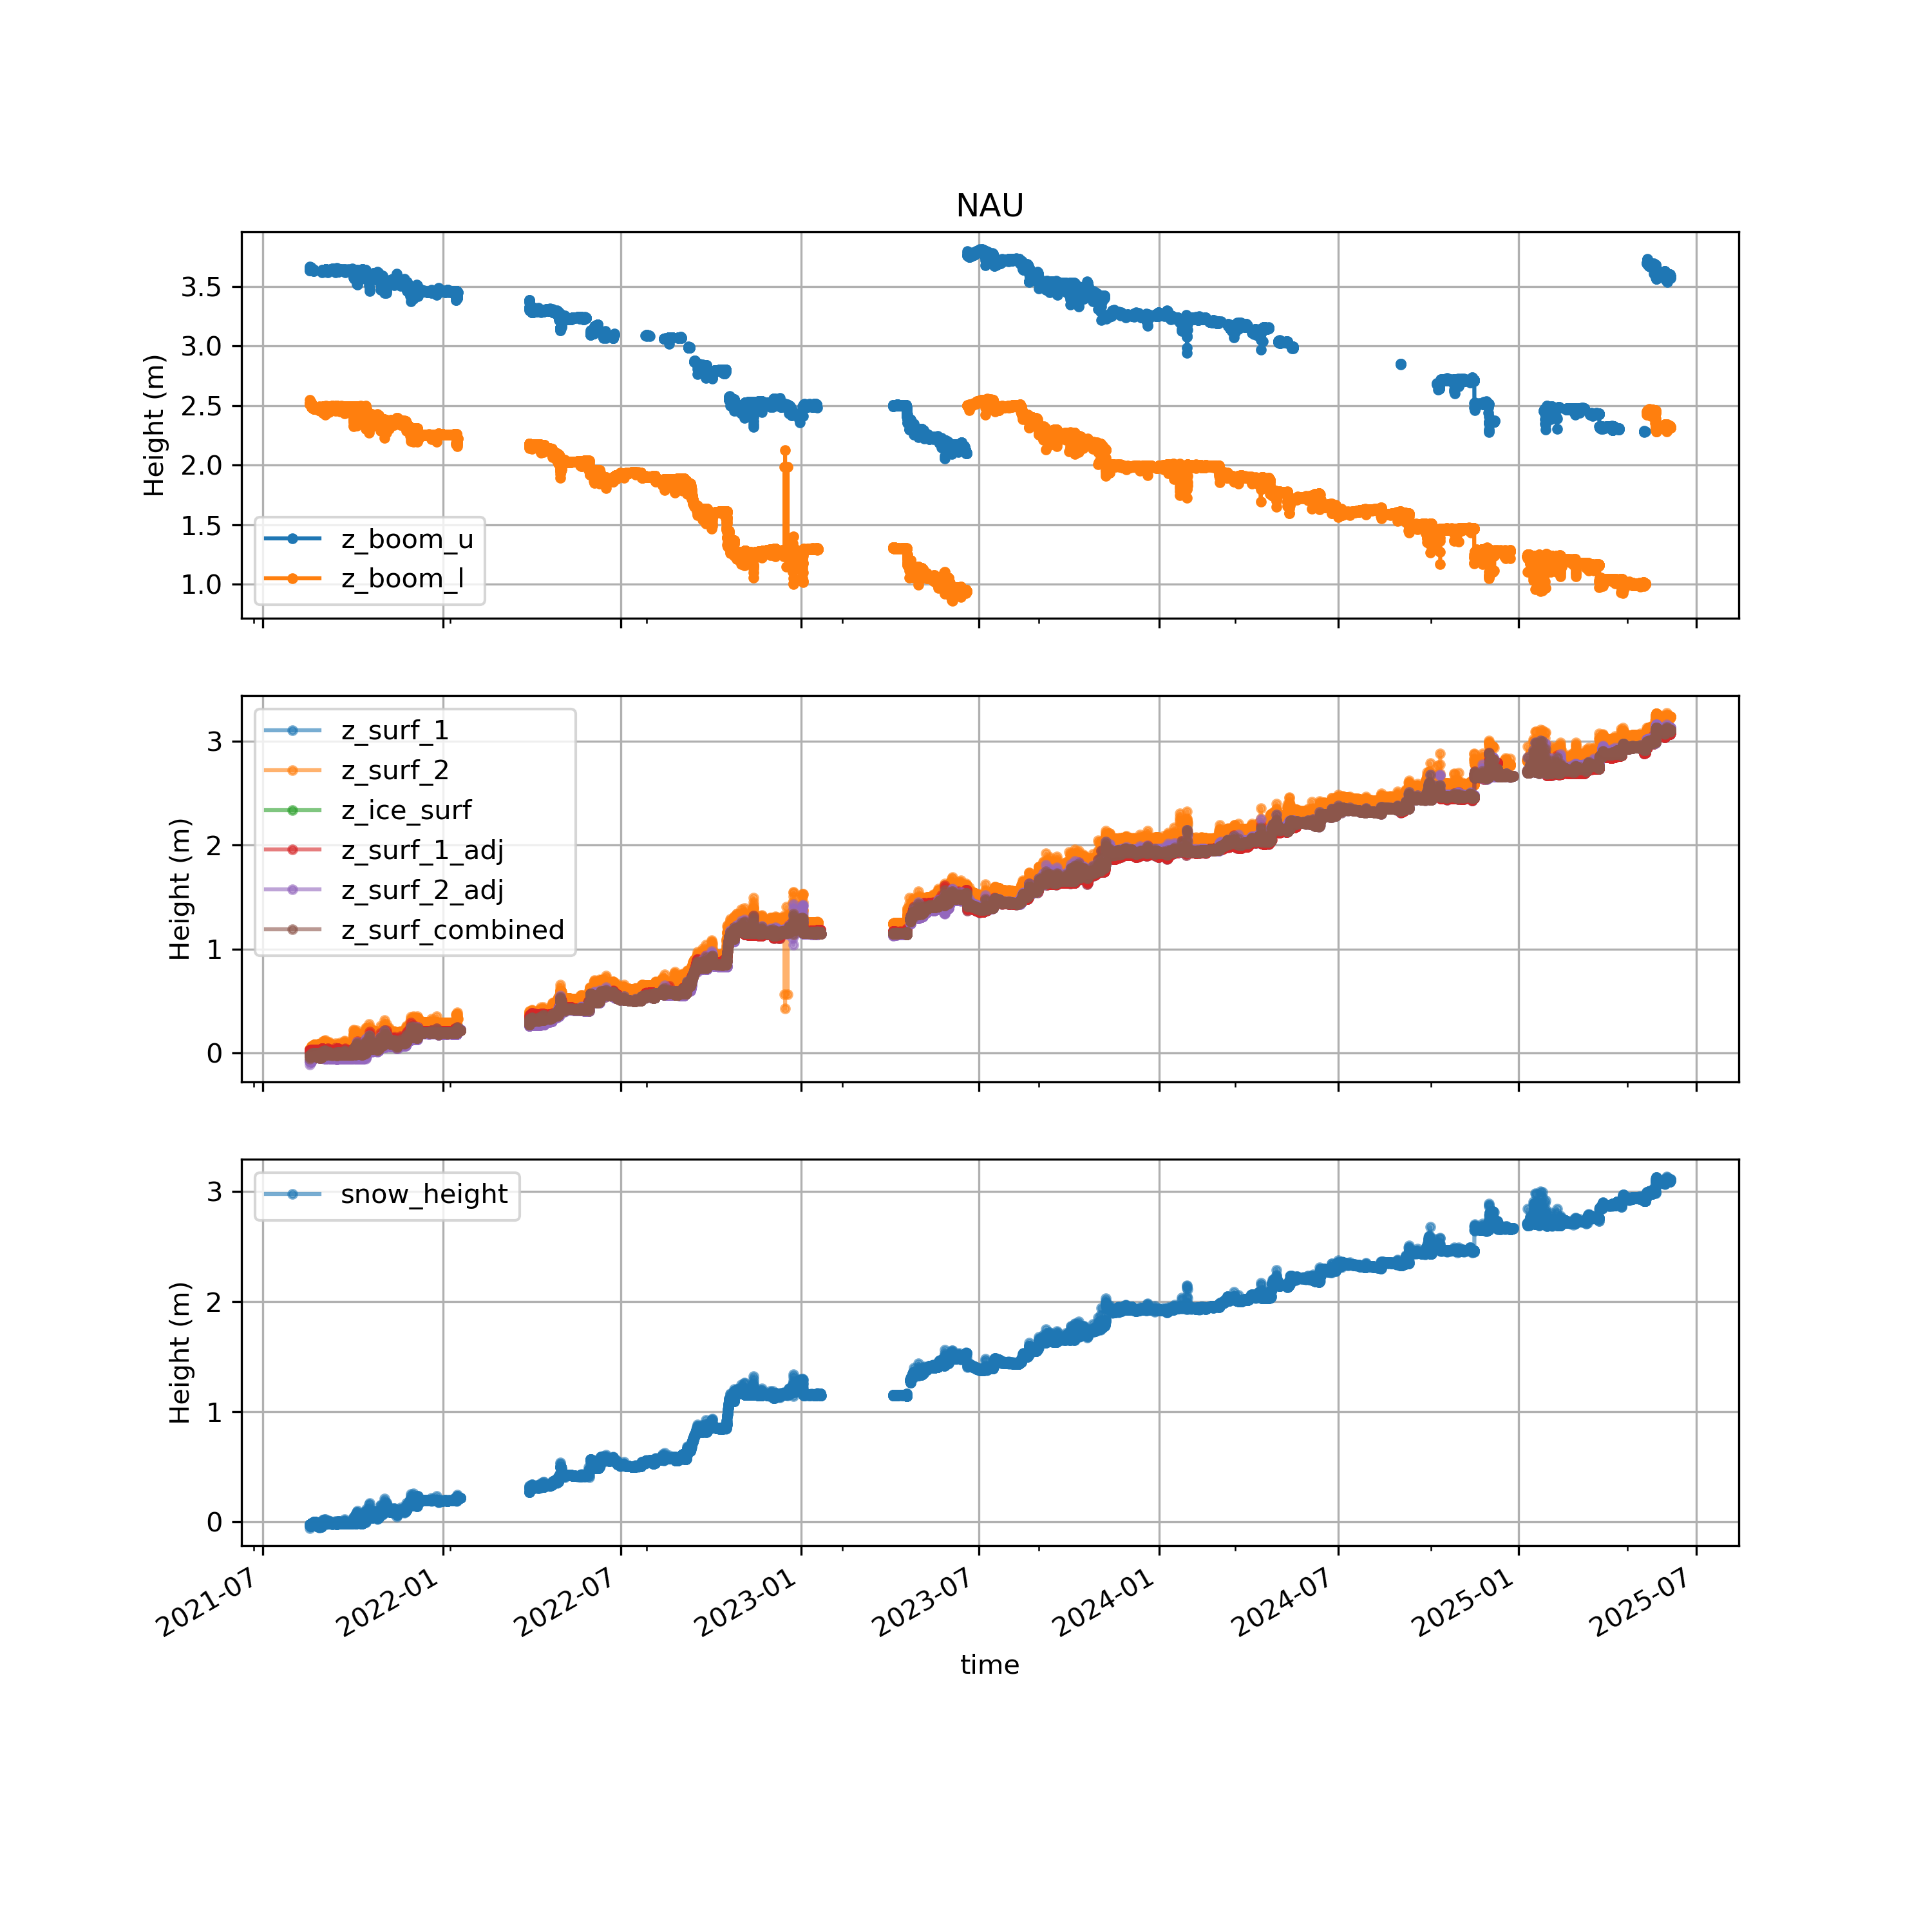 NAU
Height (m)
3.5
3.0
2.5
2.0
1.5
1.0
z_boom_u
z_boom_l
Height (m)
3
2
1
0
z_surf_1
z_surf_2
z_ice_surf
z_surf_1_adj
z_surf_2_adj
z_surf_combined
Height (m)
3
2
1
0
snow_height
2021-07
2022-01
2022-07
2023-01
2023-07
2024-01
2024-07
2025-01
2025-07
time